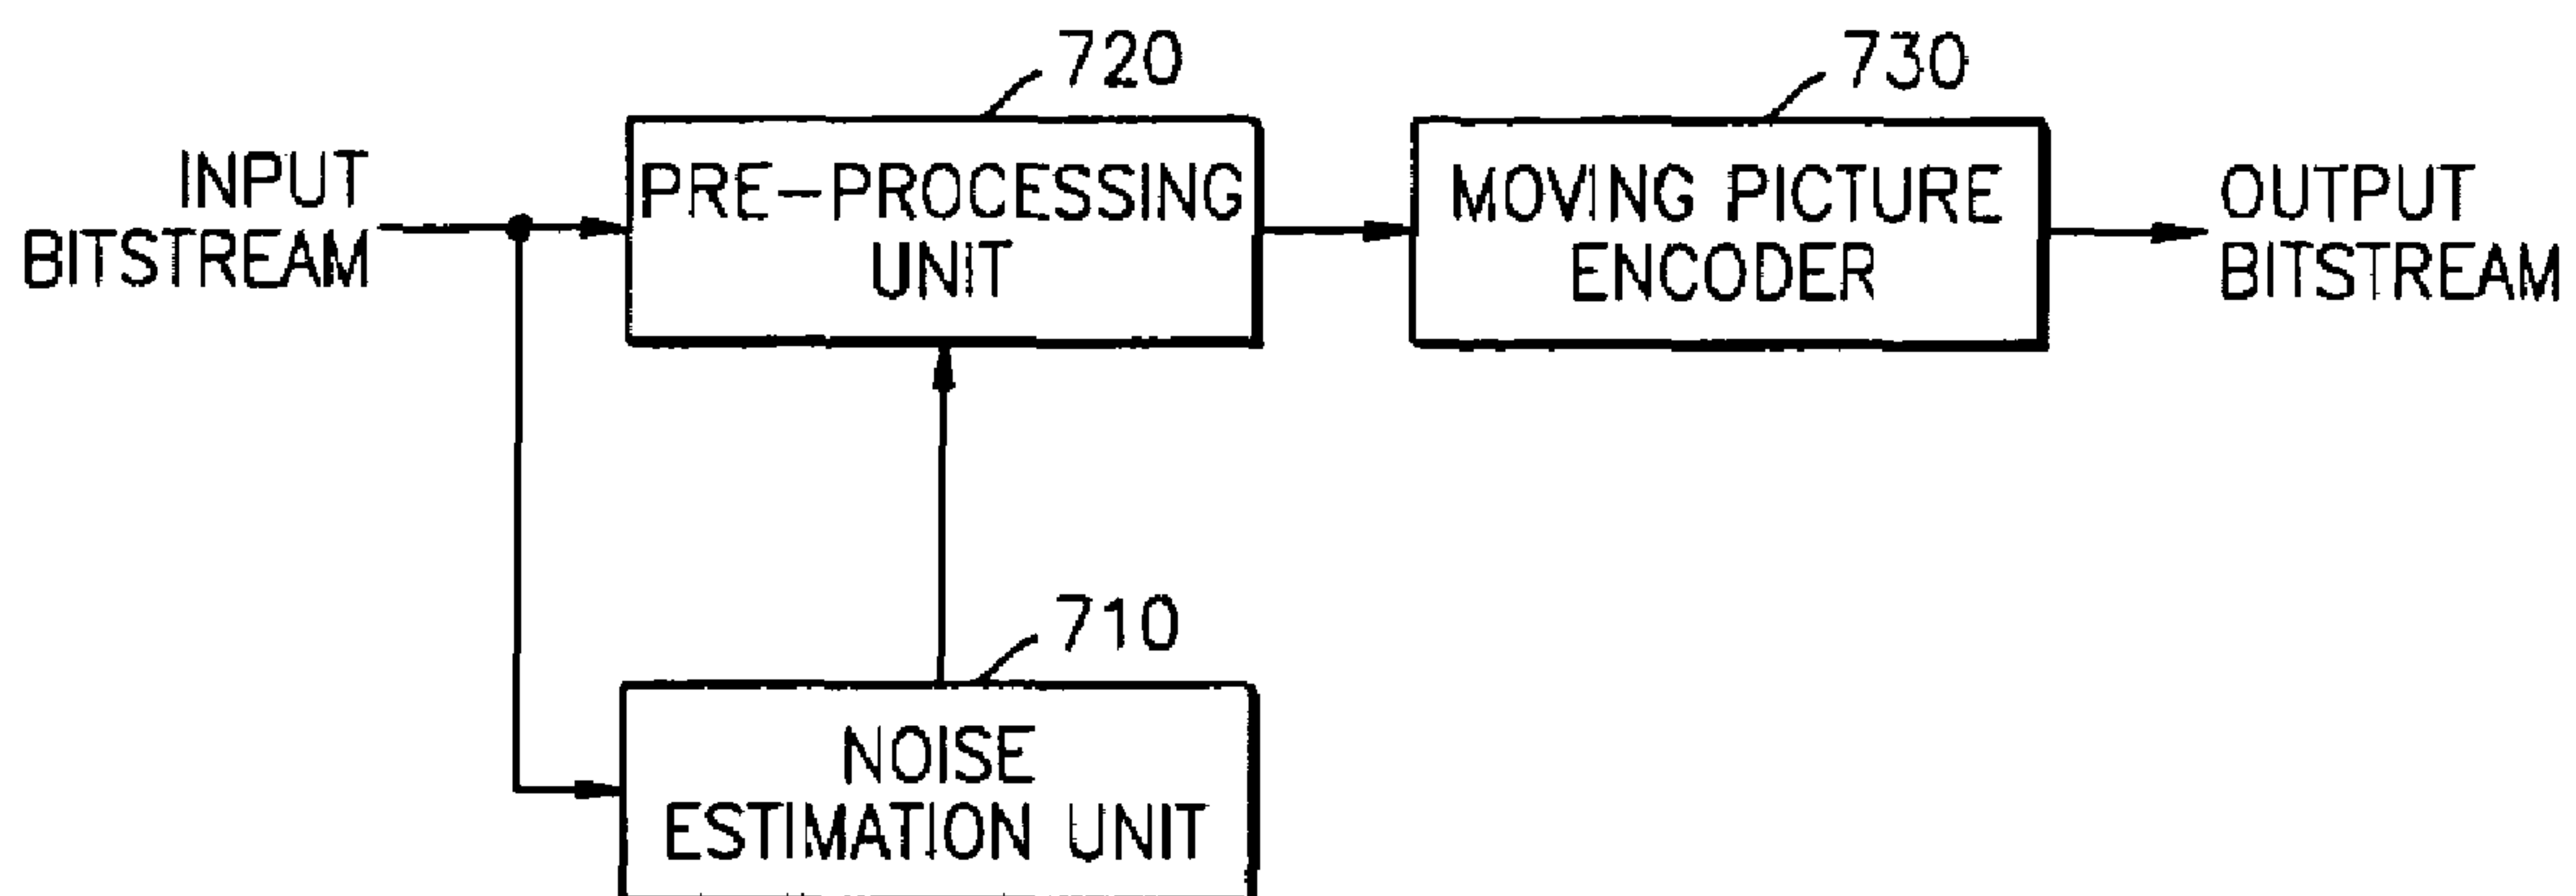 720
730
INPUT
BITSTREAM
PRE-PROCESSING
UNIT
MOVING PICTURE
ENCODER
OUTPUT
BITSTREAM
710
NOISE
ESTIMATION UNIT